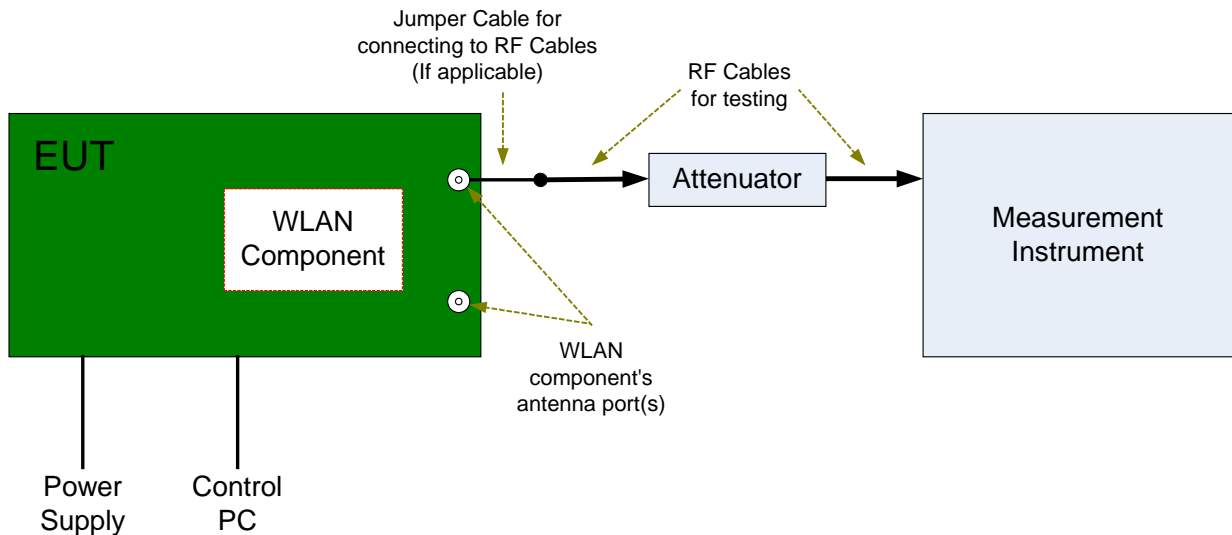 Jumper Cable for
connecting to RF Cables
(If applicable)
RF Cables
for testing
EUT
WLAN
Component
Attenuator
Measurement
Instrument
WLAN
component's
antenna port(s)
Power
Supply
Control
PC